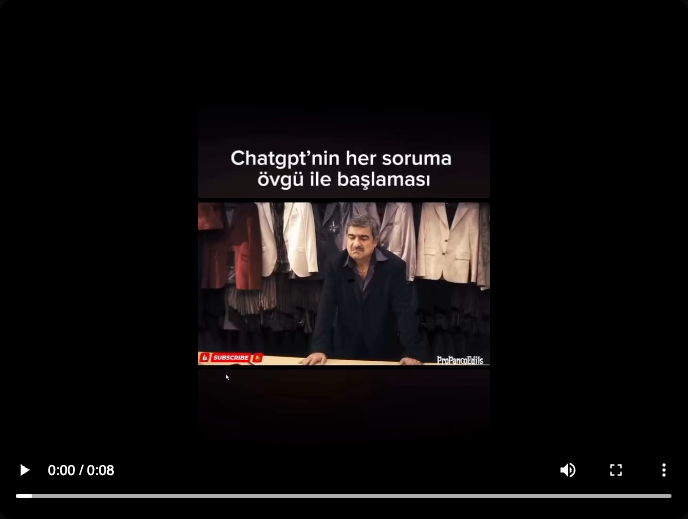 Chatgpt'nin her soruma
övgü ile başlaması
SUBSCRIBE
ProPancoEdits
0:00 / 0:08